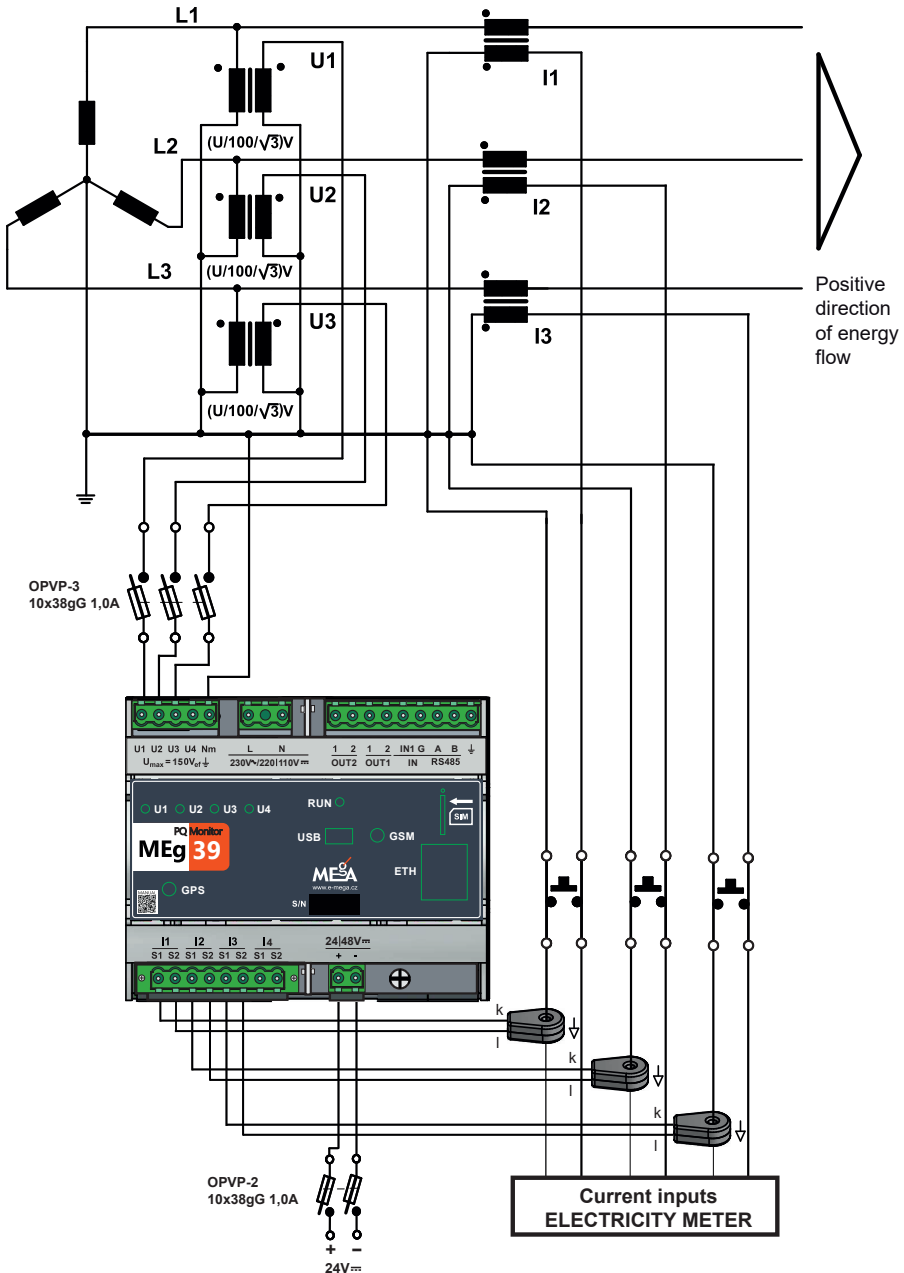 L1
U1
I1
(U/100/√3)V
L2
U2
I2
(U/100/√3)V
L3
U3
I3
Positive
direction
of energy
flow
(U/100/√3)V
OPVP-3
10x38gG 1,0A
U1 U2 U3 U4 Nm
L N
1 2 1 2 IN1 G A B
Umax = 150Vef
230V~/220|110V
OUT2 OUT1 IN RS485
U1 U2 U3 U4
RUN
SIM
PQ Monitor
MEg 39
USB
GSM
MEgA
www.e-mega.cz
ETH
MANUAL
GPS
S/N
I1 I2 I3 I4
24|48V
S1 S2 S1 S2 S1 S2 S1 S2
+ -
k
l
k
l
k
l
OPVP-2
10x38gG 1,0A
Current inputs
ELECTRICITY METER
+ −
24V